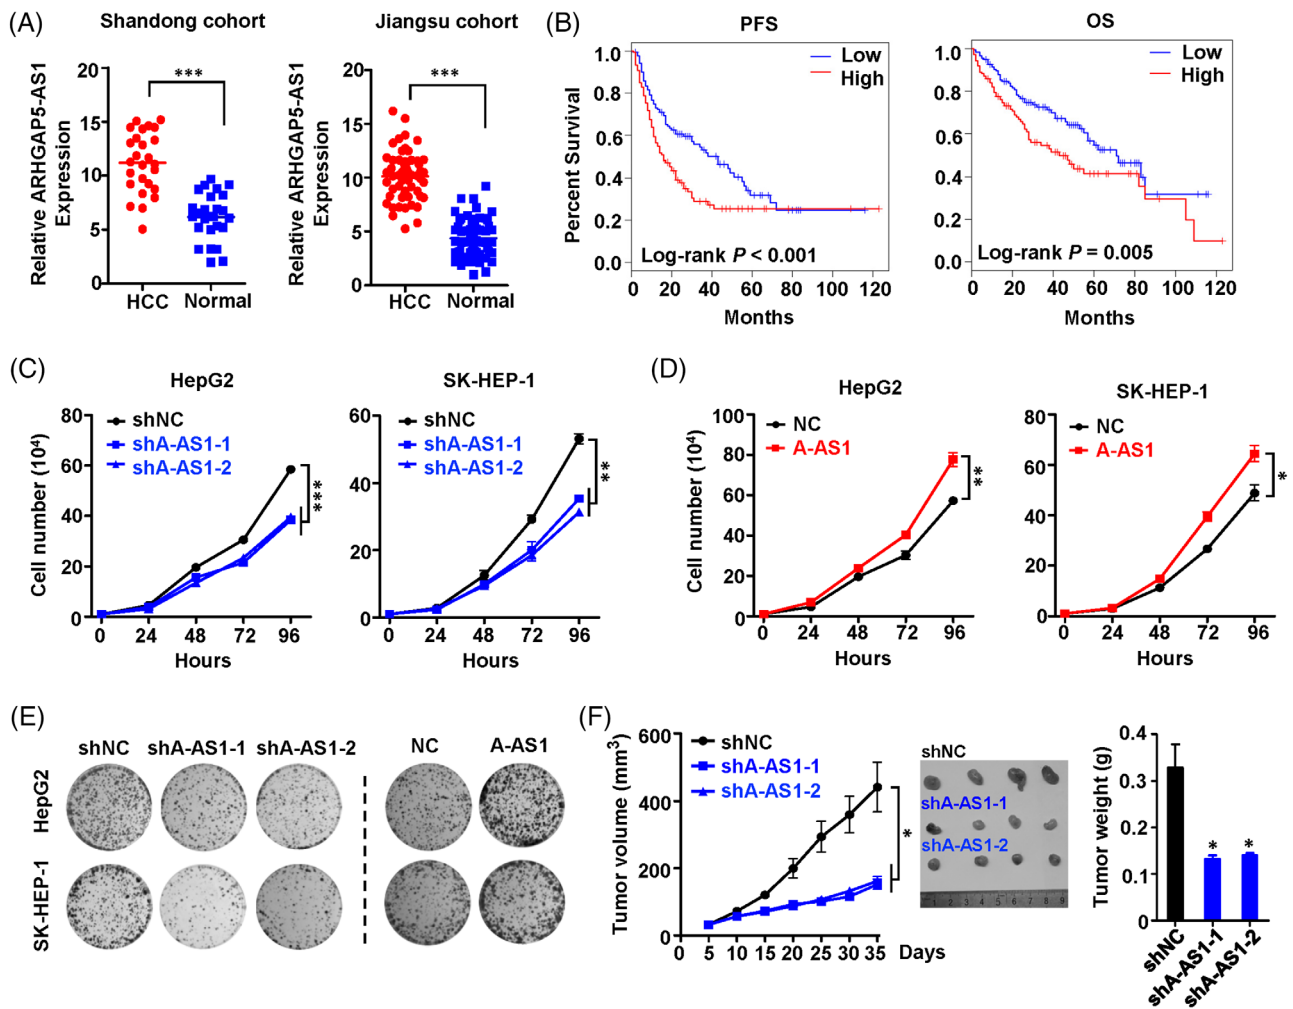 (A)
Shandong cohort
Relative ARHGAP5-AS1
Expression
20
15
10
5
0
***
HCC
Normal
Jiangsu cohort
Relative ARHGAP5-AS1
Expression
20
15
10
5
0
***
HCC
Normal
(B)
PFS
Percent Survival
1.0
0.8
0.6
0.4
0.2
0.0
Low
High
Log-rank P < 0.001
0 20 40 60 80 100 120
Months
OS
1.0
0.8
0.6
0.4
0.2
0.0
Low
High
Log-rank P = 0.005
0 20 40 60 80 100 120
Months
(C)
HepG2
Cell number (10⁴)
80
60
40
20
0
shNC
shA-AS1-1
shA-AS1-2
***
0 24 48 72 96
Hours
SK-HEP-1
60
40
20
0
shNC
shA-AS1-1
shA-AS1-2
**
0 24 48 72 96
Hours
(D)
HepG2
Cell number (10⁴)
100
80
60
40
20
0
NC
A-AS1
**
0 24 48 72 96
Hours
SK-HEP-1
80
60
40
20
0
NC
A-AS1
*
0 24 48 72 96
Hours
(E)
shNC shA-AS1-1 shA-AS1-2 NC A-AS1
HepG2
SK-HEP-1
(F)
Tumor volume (mm³)
600
400
200
0
shNC
shA-AS1-1
shA-AS1-2
*
0 5 10 15 20 25 30 35 Days
shNC
shA-AS1-1
shA-AS1-2
1 2 3 4 5 6 7 8 9
Tumor weight (g)
0.4
0.3
0.2
0.1
0
* *
shNC
shA-AS1-1
shA-AS1-2